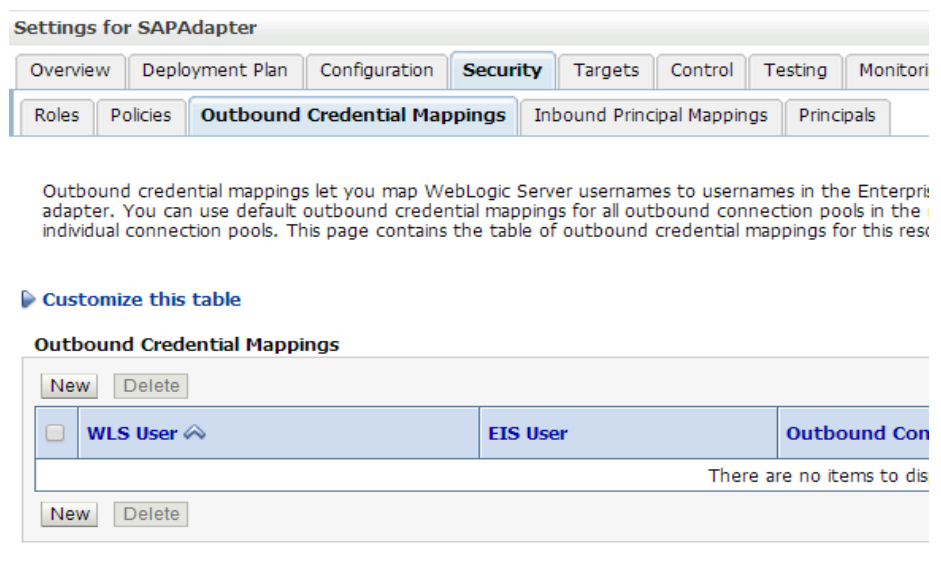 Settings for SAPAdapter
Overview Deployment Plan Configuration Security Targets Control Testing Monitori
Roles Policies Outbound Credential Mappings Inbound Principal Mappings Principals
Outbound credential mappings let you map WebLogic Server usernames to usernames in the Enterpris
adapter. You can use default outbound credential mappings for all outbound connection pools in the
individual connection pools. This page contains the table of outbound credential mappings for this reso
Customize this table
Outbound Credential Mappings
New Delete
WLS User EIS User Outbound Con
There are no items to dis
New Delete